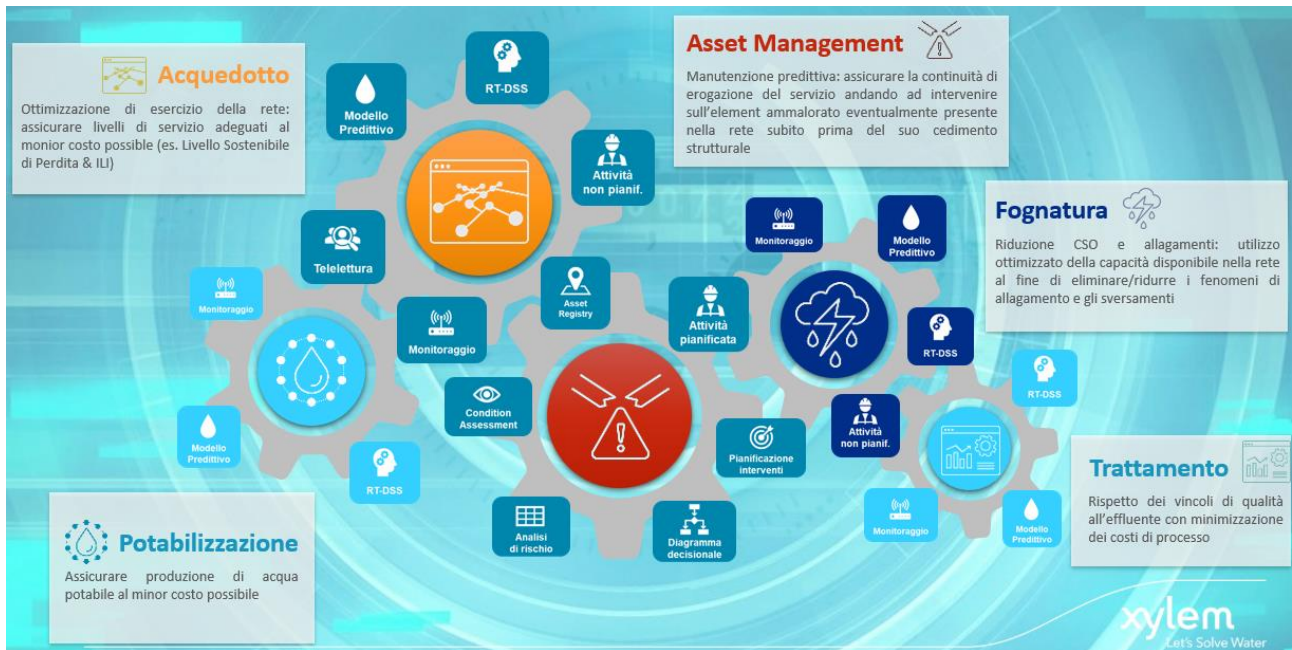 Acquedotto
Ottimizzazione di esercizio della rete:
assicurare livelli di servizio adeguati al
monior costo possibile (es. Livello Sostenibile
di Perdita & ILI)
RT-DSS
Modello
Predittivo
Attività
non pianif.
Telelettura
Monitoraggio
Asset Management
Manutenzione predittiva: assicurare la continuità di
erogazione del servizio andando ad intervenire
sull'element ammalorato eventualmente presente
nella rete subito prima del suo cedimento
strutturale
Asset
Registry
Attività
pianificata
Condition
Assessment
Pianificazione
interventi
Analisi
di rischio
Diagramma
decisionale
Fognatura
Riduzione CSO e allagamenti: utilizzo
ottimizzato della capacità disponibile nella rete
al fine di eliminare/ridurre i fenomeni di
allagamento e gli sversamenti
Monitoraggio
Modello
Predittivo
RT-DSS
Attività
non pianif.
Monitoraggio
Modello
Predittivo
RT-DSS
Potabilizzazione
Assicurare produzione di acqua
potabile al minor costo possibile
RT-DSS
Monitoraggio
Modello
Predittivo
Trattamento
Rispetto dei vincoli di qualità
all'effluente con minimizzazione
dei costi di processo
xylem
Let's Solve Water